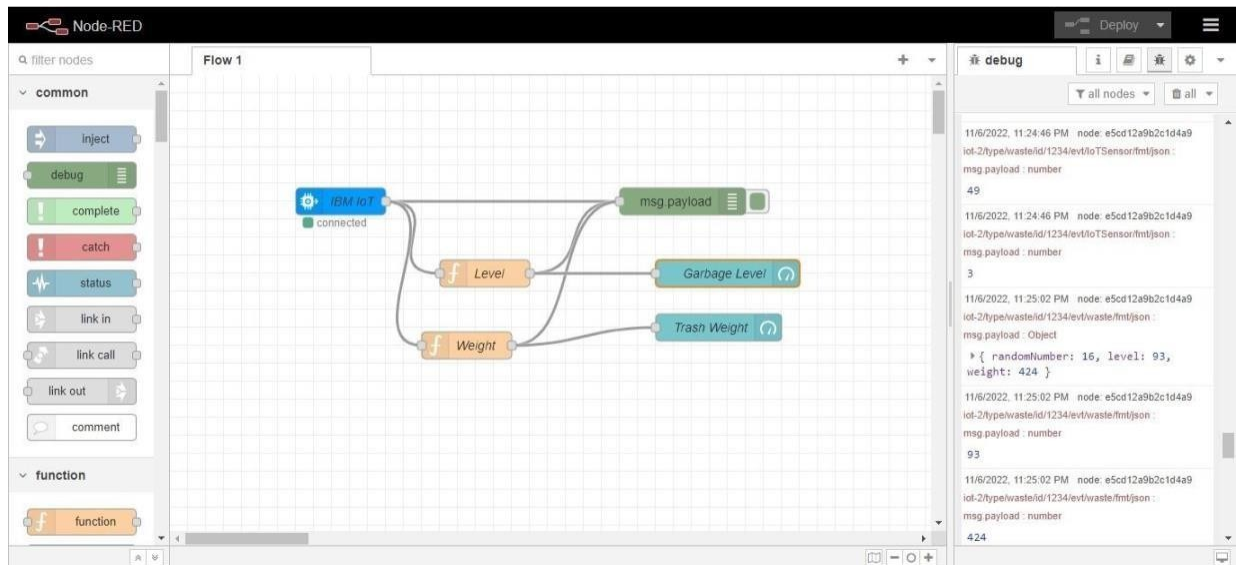 Node-RED
Deploy
filter nodes
Flow 1
debug
i
all nodes
all
common
inject
debug
complete
catch
status
link in
link call
link out
comment
function
function
IBM IoT
connected
msg.payload
Level
Garbage Level
Weight
Trash Weight
11/6/2022, 11:24:46 PM node: e5cd12a9b2c1d4a9
iot-2/type/waste/id/1234/evt/IoTSensor/fmt/json :
msg.payload : number
49
11/6/2022, 11:24:46 PM node: e5cd12a9b2c1d4a9
iot-2/type/waste/id/1234/evt/IoTSensor/fmt/json :
msg.payload : number
3
11/6/2022, 11:25:02 PM node: e5cd12a9b2c1d4a9
iot-2/type/waste/id/1234/evt/waste/fmt/json :
msg.payload : Object
{ randomNumber: 16, level: 93,
weight: 424 }
11/6/2022, 11:25:02 PM node: e5cd12a9b2c1d4a9
iot-2/type/waste/id/1234/evt/waste/fmt/json :
msg.payload : number
93
11/6/2022, 11:25:02 PM node: e5cd12a9b2c1d4a9
iot-2/type/waste/id/1234/evt/waste/fmt/json :
msg.payload : number
424